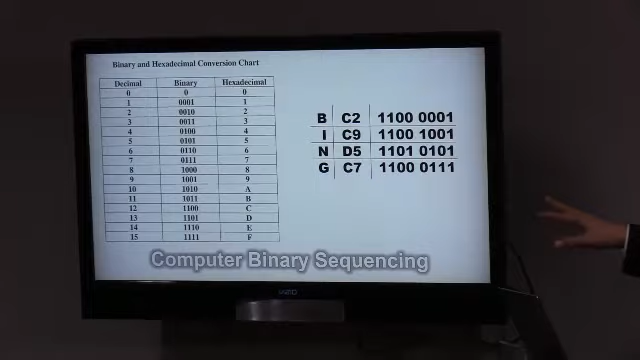 Binary and Hexadecimal Conversion Chart
Decimal Binary Hexadecimal
0 0 0
1 0001 1
2 0010 2
3 0011 3
4 0100 4
5 0101 5
6 0110 6
7 0111 7
8 1000 8
9 1001 9
10 1010 A
11 1011 B
12 1100 C
13 1101 D
14 1110 E
15 1111 F
B C2 1100 0001
I C9 1100 1001
N D5 1101 0101
G C7 1100 0111
Computer Binary Sequencing